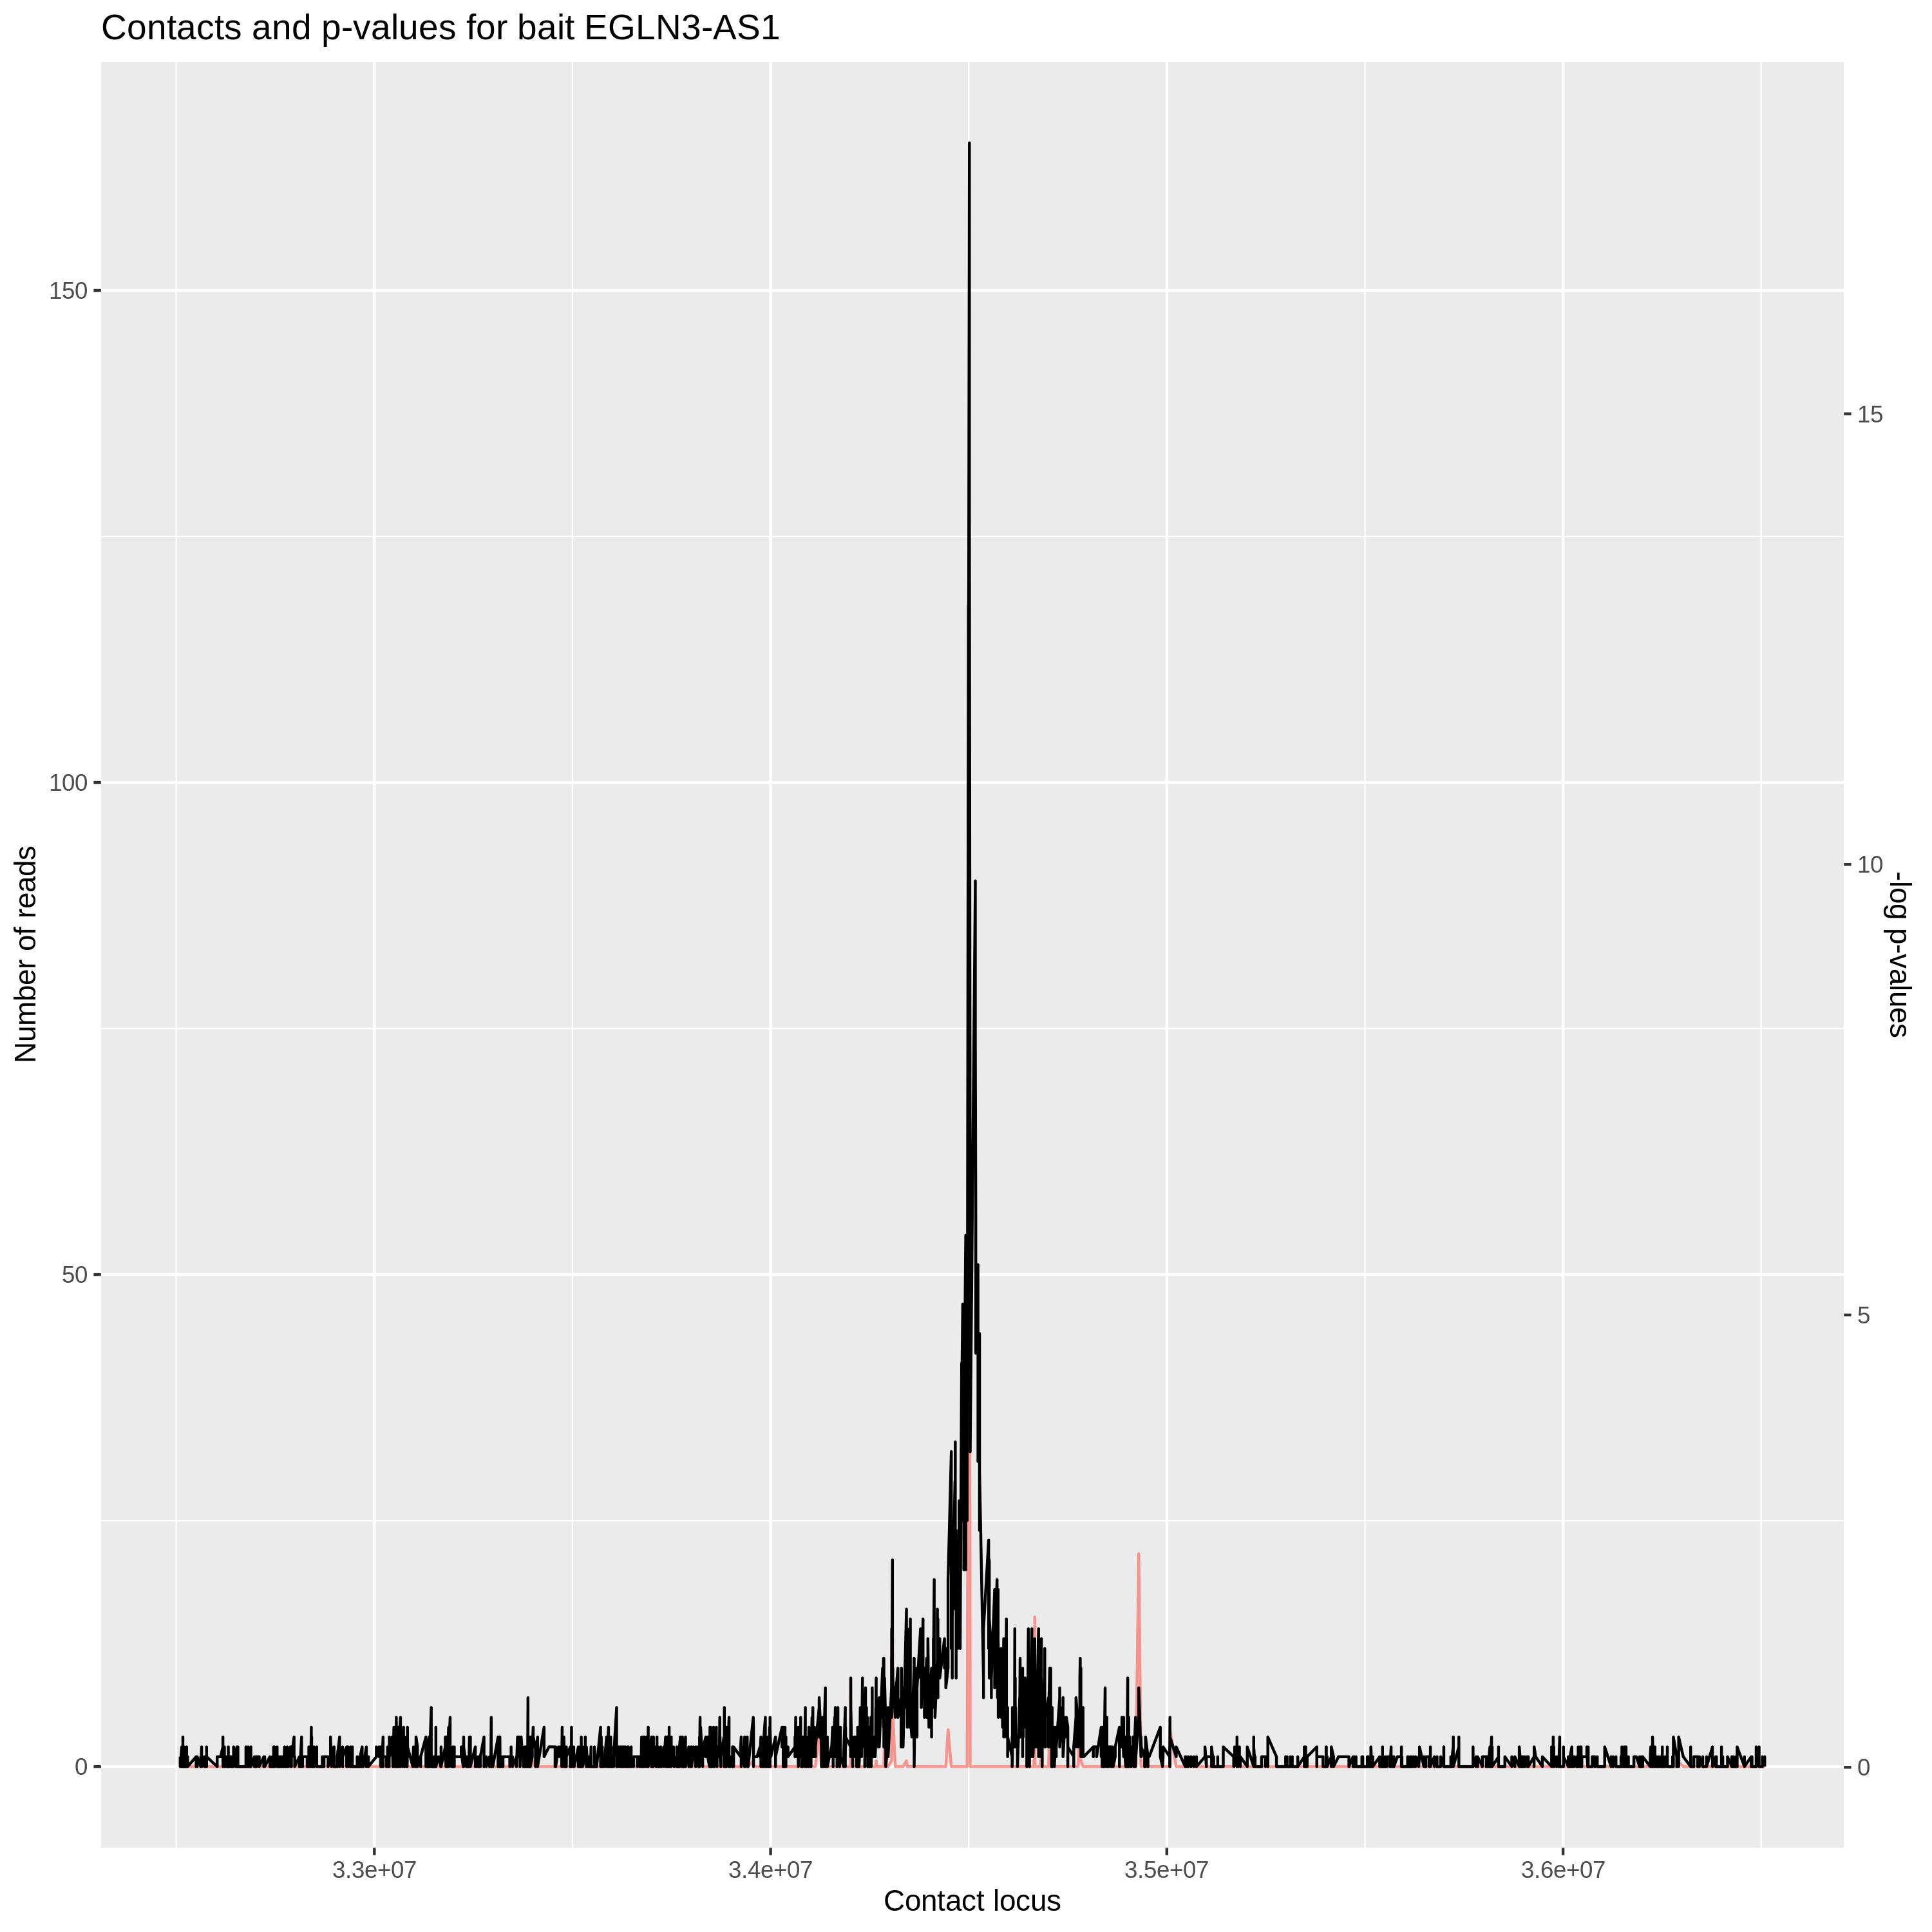 Contacts and p-values for bait EGLN3-AS1
Number of reads
150
100
50
0
15
10
5
0
-log p-values
3.3e+07
3.4e+07
3.5e+07
3.6e+07
Contact locus